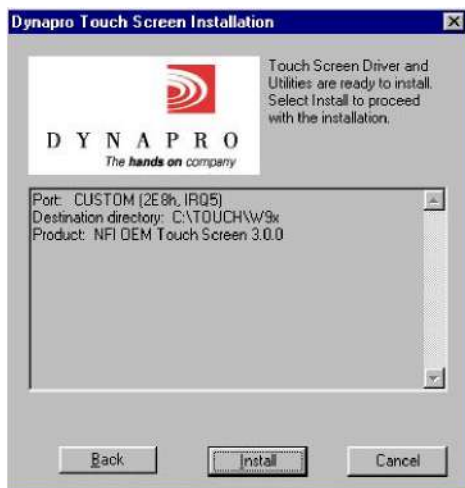 Dynapro Touch Screen Installation
Touch Screen Driver and
Utilities are ready to install.
Select Install to proceed
with the installation.
DYNAPRO
The hands on company
Port: CUSTOM (2E8h, IRQ5)
Destination directory: C:\TOUCH\W9x
Product: NFI OEM Touch Screen 3.0.0
Back
Install
Cancel